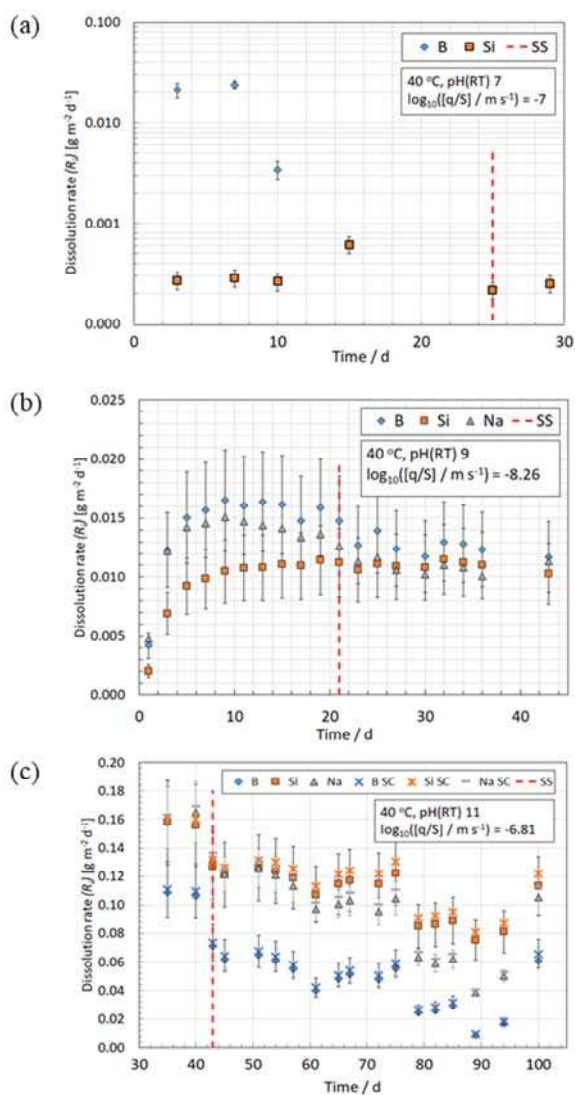 (a)
0.100
0.010
0.001
0.000
Dissolution rate (Rᵢ) [g m⁻² d⁻¹]
B Si SS
40 °C, pH(RT) 7
log₁₀([q/S] / m s⁻¹) = -7
0 10 20 30
Time / d
(b)
0.025
0.020
0.015
0.010
0.005
0.000
Dissolution rate (Rᵢ) [g m⁻² d⁻¹]
B Si Na SS
40 °C, pH(RT) 9
log₁₀([q/S] / m s⁻¹) = -8.26
0 10 20 30 40
Time / d
(c)
0.20
0.18
0.16
0.14
0.12
0.10
0.08
0.06
0.04
0.02
0.00
Dissolution rate (Rᵢ) [g m⁻² d⁻¹]
B Si Na B SC Si SC Na SC SS
40 °C, pH(RT) 11
log₁₀([q/S] / m s⁻¹) = -6.81
30 40 50 60 70 80 90 100
Time / d